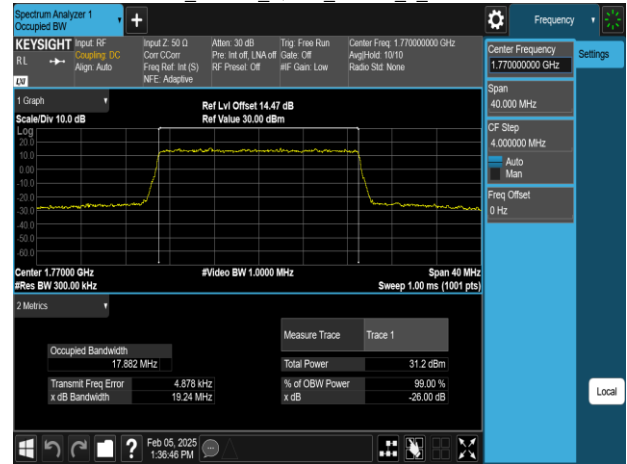 Spectrum Analyzer 1
Occupied BW
Frequency
KEYSIGHT
RL
LXI
Input: RF
Coupling: DC
Align: Auto
Input Z: 50 Ω
Corr CCorr
Freq Ref: Int (S)
NFE: Adaptive
Atten: 30 dB
Pre: Int off, LNA off
RF Presel: Off
Trig: Free Run
Gate: Off
#IF Gain: Low
Center Freq: 1.770000000 GHz
Avg|Hold: 10/10
Radio Std: None
Center Frequency
1.770000000 GHz
Settings
Span
40.000 MHz
CF Step
4.000000 MHz
Auto
Man
Freq Offset
0 Hz
Local
1 Graph
Scale/Div 10.0 dB
Ref Lvl Offset 14.47 dB
Ref Value 30.00 dBm
Log
20.0
10.0
0.00
-10.0
-20.0
-30.0
-40.0
-50.0
-60.0
Center 1.77000 GHz
#Res BW 300.00 kHz
#Video BW 1.0000 MHz
Span 40 MHz
Sweep 1.00 ms (1001 pts)
2 Metrics
Measure Trace Trace 1
Occupied Bandwidth
17.882 MHz
Total Power 31.2 dBm
Transmit Freq Error 4.878 kHz
% of OBW Power 99.00 %
x dB Bandwidth 19.24 MHz
x dB -26.00 dB
?
Feb 05, 2025
1:36:46 PM